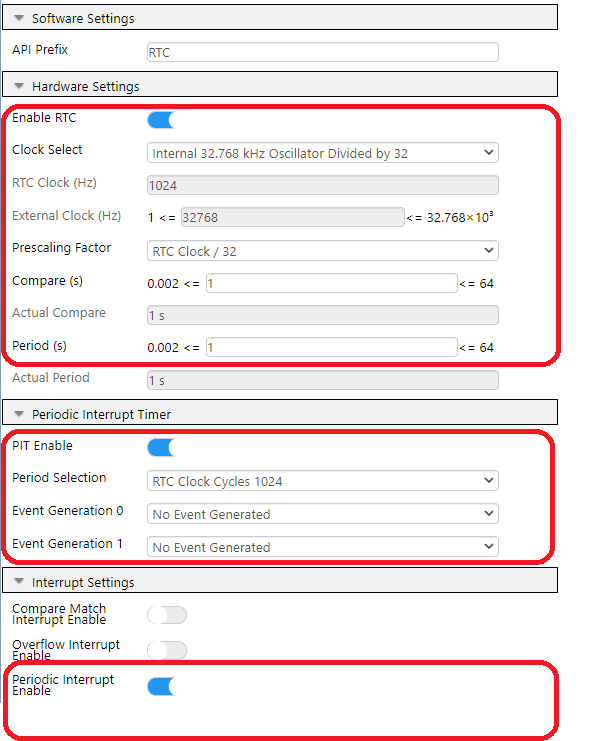 Software Settings
API Prefix RTC
Hardware Settings
Enable RTC
Clock Select Internal 32.768 kHz Oscillator Divided by 32
RTC Clock (Hz) 1024
External Clock (Hz) 1 <= 32768 <= 32.768×10³
Prescaling Factor RTC Clock / 32
Compare (s) 0.002 <= 1 <= 64
Actual Compare 1 s
Period (s) 0.002 <= 1 <= 64
Actual Period 1 s
Periodic Interrupt Timer
PIT Enable
Period Selection RTC Clock Cycles 1024
Event Generation 0 No Event Generated
Event Generation 1 No Event Generated
Interrupt Settings
Compare Match
Interrupt Enable
Overflow Interrupt
Enable
Periodic Interrupt
Enable